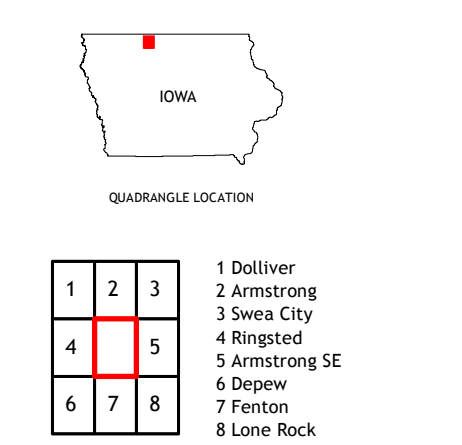 IOWA
QUADRANGLE LOCATION
1 2 3
4 5
6 7 8
1 Dolliver
2 Armstrong
3 Swea City
4 Ringsted
5 Armstrong SE
6 Depew
7 Fenton
8 Lone Rock